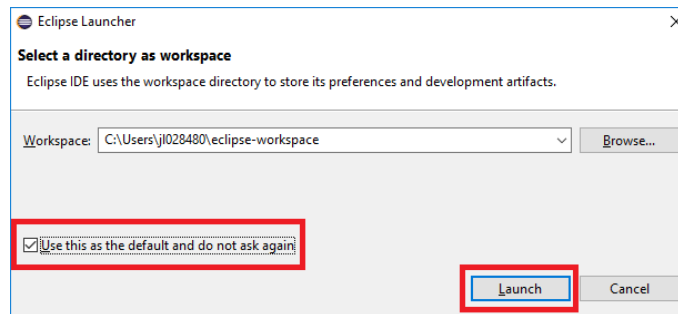 Eclipse Launcher
Select a directory as workspace
Eclipse IDE uses the workspace directory to store its preferences and development artifacts.
Workspace: C:\Users\jl028480\eclipse-workspace Browse...
Use this as the default and do not ask again
Launch Cancel